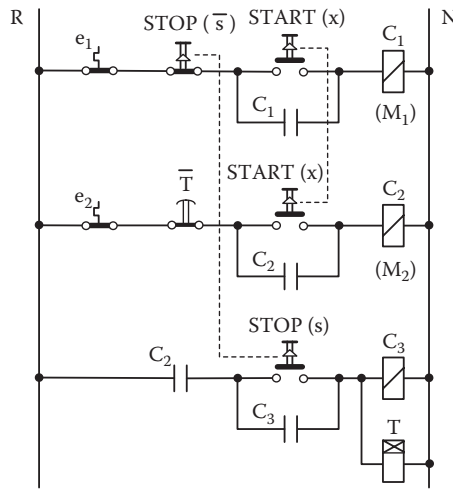 R
N
e₁
STOP (s̅)
START (x)
C₁
C₁
(M₁)
e₂
T̅
START (x)
C₂
C₂
(M₂)
C₂
STOP (s)
C₃
C₃
T